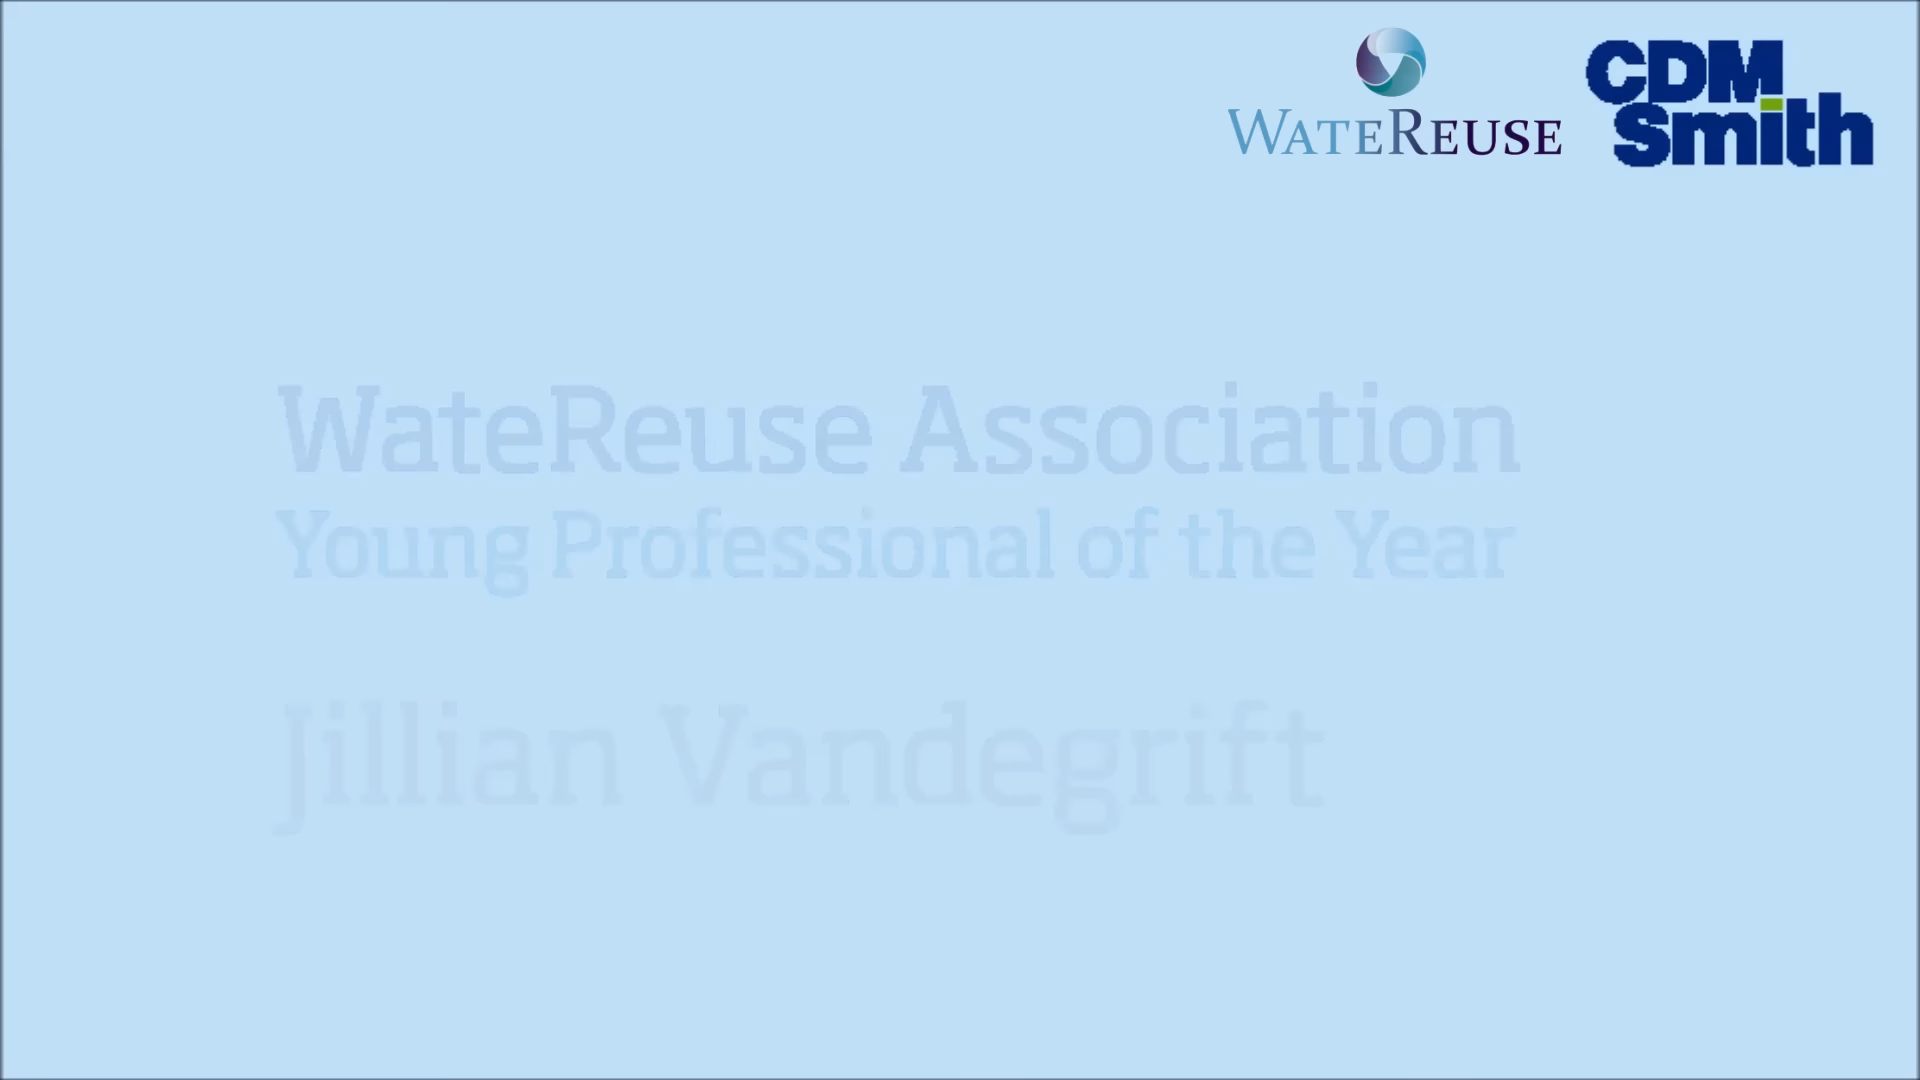 WATEREUSE
CDM
Smith
WateReuse Association
Young Professional of the Year
Jillian Vandegrift